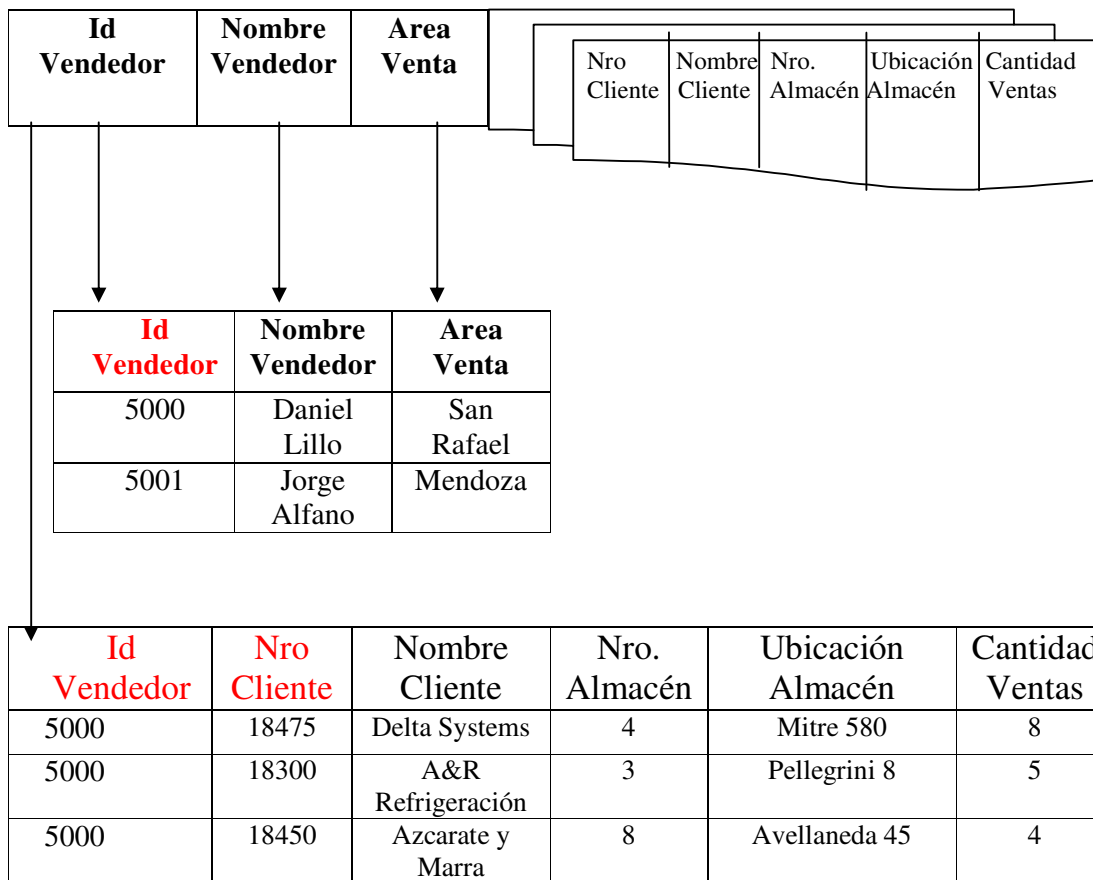 Id Nombre Area
Vendedor Vendedor Venta
Nro Nombre Nro. Ubicación Cantidad
Cliente Cliente Almacén Almacén Ventas
Id Nombre Area
Vendedor Vendedor Venta
5000 Daniel San
Lillo Rafael
5001 Jorge Mendoza
Alfano
Id Nro Nombre Nro. Ubicación Cantidad
Vendedor Cliente Cliente Almacén Almacén Ventas
5000 18475 Delta Systems 4 Mitre 580 8
5000 18300 A&R 3 Pellegrini 8 5
Refrigeración
5000 18450 Azcarate y 8 Avellaneda 45 4
Marra